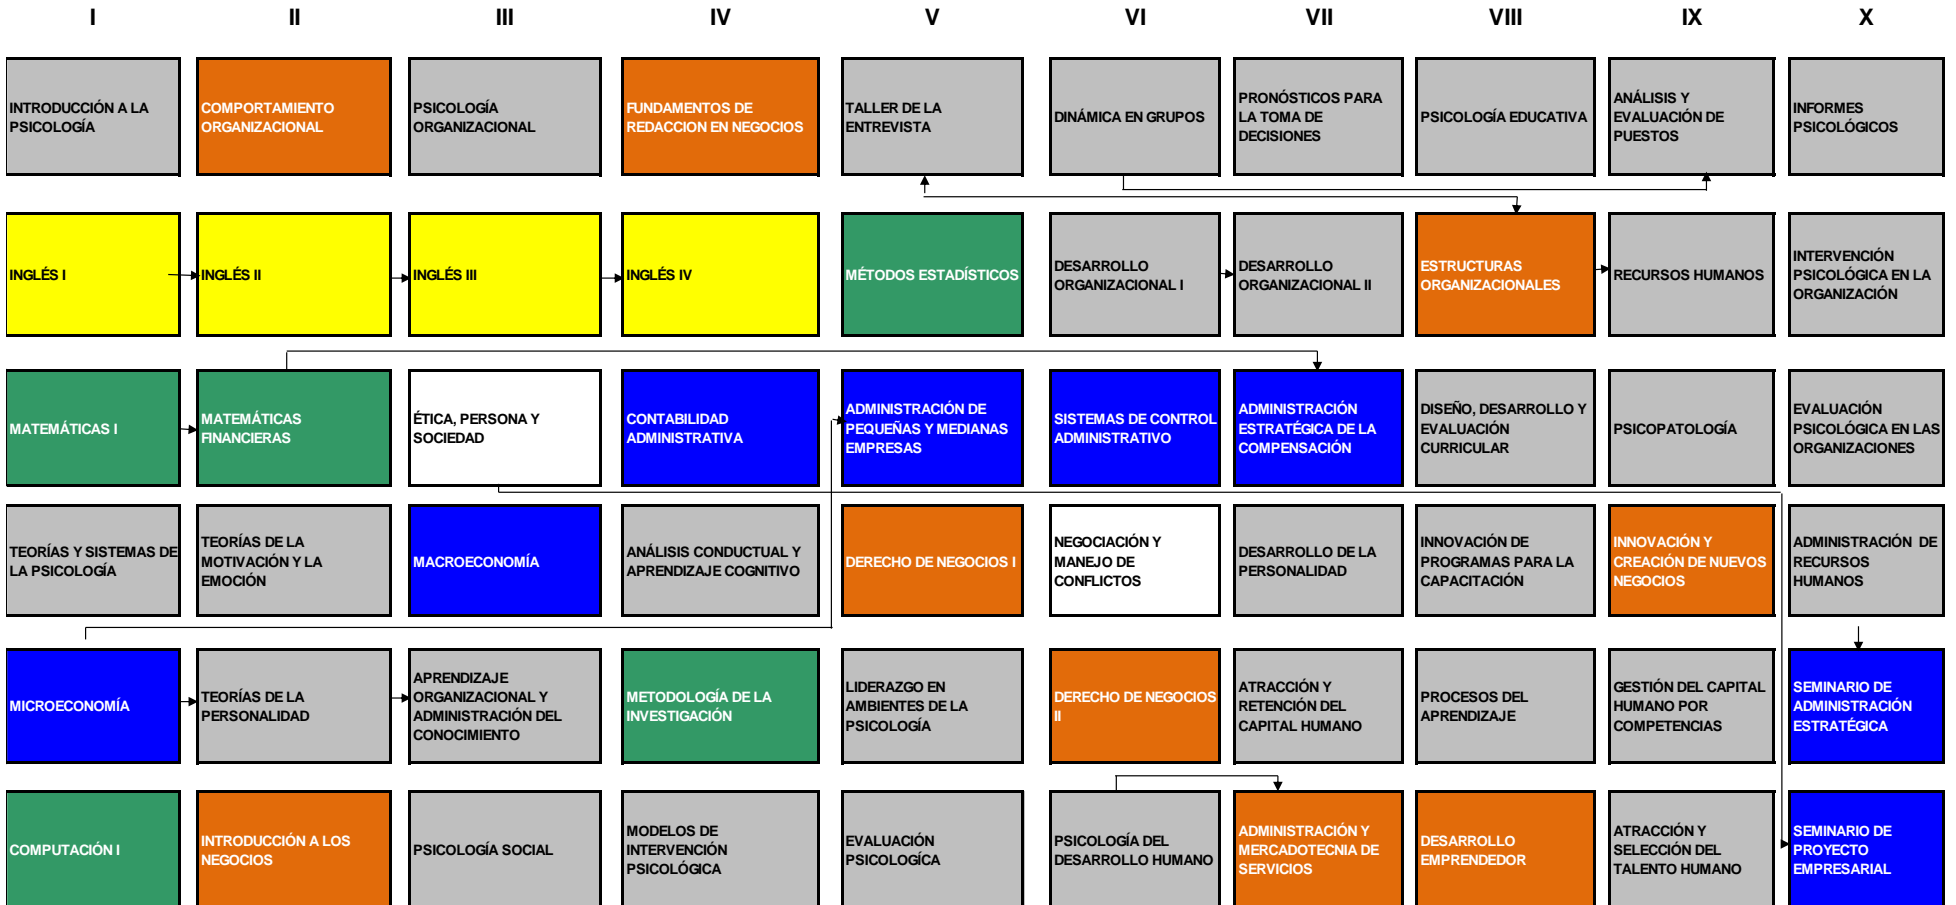 I II III IV V VI VII VIII IX X
INTRODUCCIÓN A LA
PSICOLOGÍA
COMPORTAMIENTO
ORGANIZACIONAL
PSICOLOGÍA
ORGANIZACIONAL
FUNDAMENTOS DE
REDACCION EN NEGOCIOS
TALLER DE LA
ENTREVISTA
DINÁMICA EN GRUPOS
PRONÓSTICOS PARA
LA TOMA DE
DECISIONES
PSICOLOGÍA EDUCATIVA
ANÁLISIS Y
EVALUACIÓN DE
PUESTOS
INFORMES
PSICOLÓGICOS
INGLÉS I
INGLÉS II
INGLÉS III
INGLÉS IV
MÉTODOS ESTADÍSTICOS
DESARROLLO
ORGANIZACIONAL I
DESARROLLO
ORGANIZACIONAL II
ESTRUCTURAS
ORGANIZACIONALES
RECURSOS HUMANOS
INTERVENCIÓN
PSICOLÓGICA EN LA
ORGANIZACIÓN
MATEMÁTICAS I
MATEMÁTICAS
FINANCIERAS
ÉTICA, PERSONA Y
SOCIEDAD
CONTABILIDAD
ADMINISTRATIVA
ADMINISTRACIÓN DE
PEQUEÑAS Y MEDIANAS
EMPRESAS
SISTEMAS DE CONTROL
ADMINISTRATIVO
ADMINISTRACIÓN
ESTRATÉGICA DE LA
COMPENSACIÓN
DISEÑO, DESARROLLO Y
EVALUACIÓN
CURRICULAR
PSICOPATOLOGÍA
EVALUACIÓN
PSICOLÓGICA EN LAS
ORGANIZACIONES
TEORÍAS Y SISTEMAS DE
LA PSICOLOGÍA
TEORÍAS DE LA
MOTIVACIÓN Y LA
EMOCIÓN
MACROECONOMÍA
ANÁLISIS CONDUCTUAL Y
APRENDIZAJE COGNITIVO
DERECHO DE NEGOCIOS I
NEGOCIACIÓN Y
MANEJO DE
CONFLICTOS
DESARROLLO DE LA
PERSONALIDAD
INNOVACIÓN DE
PROGRAMAS PARA LA
CAPACITACIÓN
INNOVACIÓN Y
CREACIÓN DE NUEVOS
NEGOCIOS
ADMINISTRACIÓN DE
RECURSOS
HUMANOS
MICROECONOMÍA
TEORÍAS DE LA
PERSONALIDAD
APRENDIZAJE
ORGANIZACIONAL Y
ADMINISTRACIÓN DEL
CONOCIMIENTO
METODOLOGÍA DE LA
INVESTIGACIÓN
LIDERAZGO EN
AMBIENTES DE LA
PSICOLOGÍA
DERECHO DE NEGOCIOS
II
ATRACCIÓN Y
RETENCIÓN DEL
CAPITAL HUMANO
PROCESOS DEL
APRENDIZAJE
GESTIÓN DEL CAPITAL
HUMANO POR
COMPETENCIAS
SEMINARIO DE
ADMINISTRACIÓN
ESTRATÉGICA
COMPUTACIÓN I
INTRODUCCIÓN A LOS
NEGOCIOS
PSICOLOGÍA SOCIAL
MODELOS DE
INTERVENCIÓN
PSICOLÓGICA
EVALUACIÓN
PSICOLOGÍCA
PSICOLOGÍA DEL
DESARROLLO HUMANO
ADMINISTRACIÓN Y
MERCADOTECNIA DE
SERVICIOS
DESARROLLO
EMPRENDEDOR
ATRACCIÓN Y
SELECCIÓN DEL
TALENTO HUMANO
SEMINARIO DE
PROYECTO
EMPRESARIAL